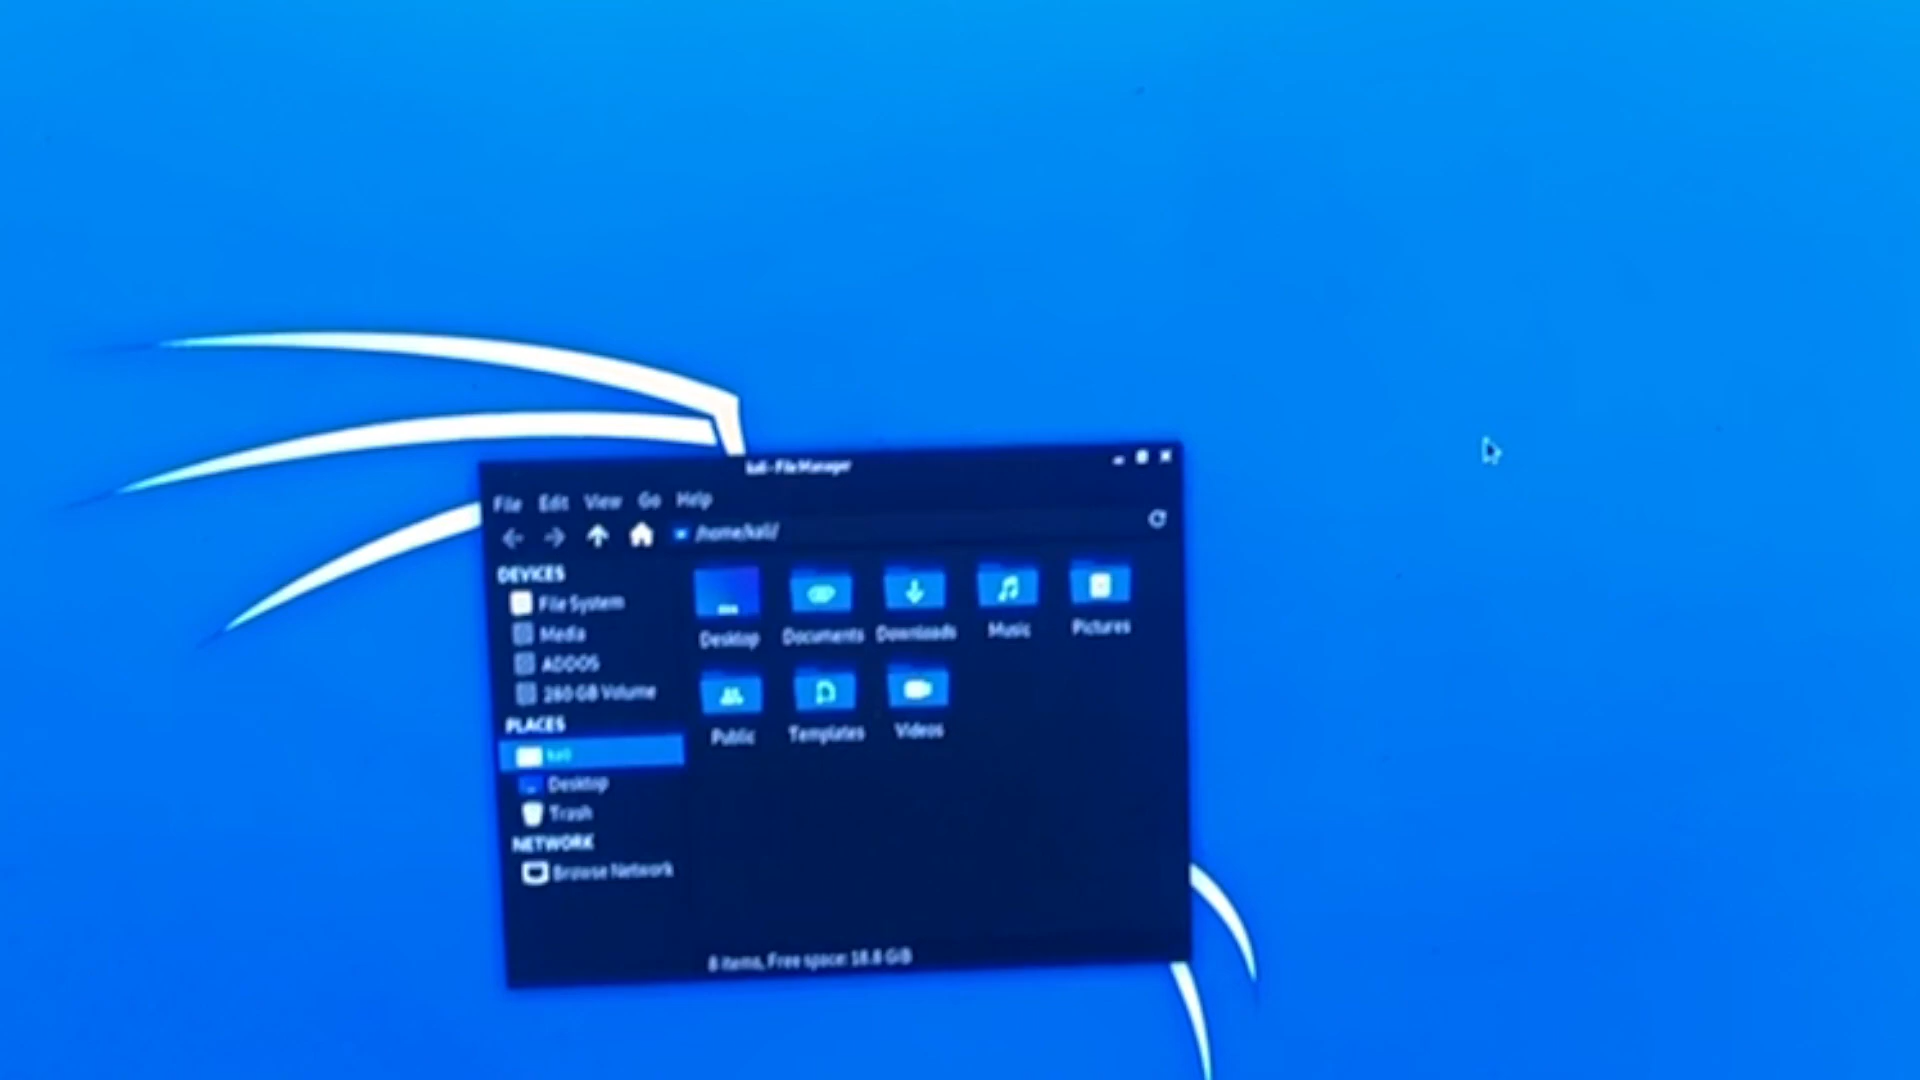 kali - File Manager
File Edit View Go Help
/home/kali/
DEVICES
File System
Media
ADDOS
280 GB Volume
PLACES
kali
Desktop
Trash
NETWORK
Browse Network
Desktop Documents Downloads Music Pictures
Public Templates Videos
8 items, Free space: 18.8 GiB